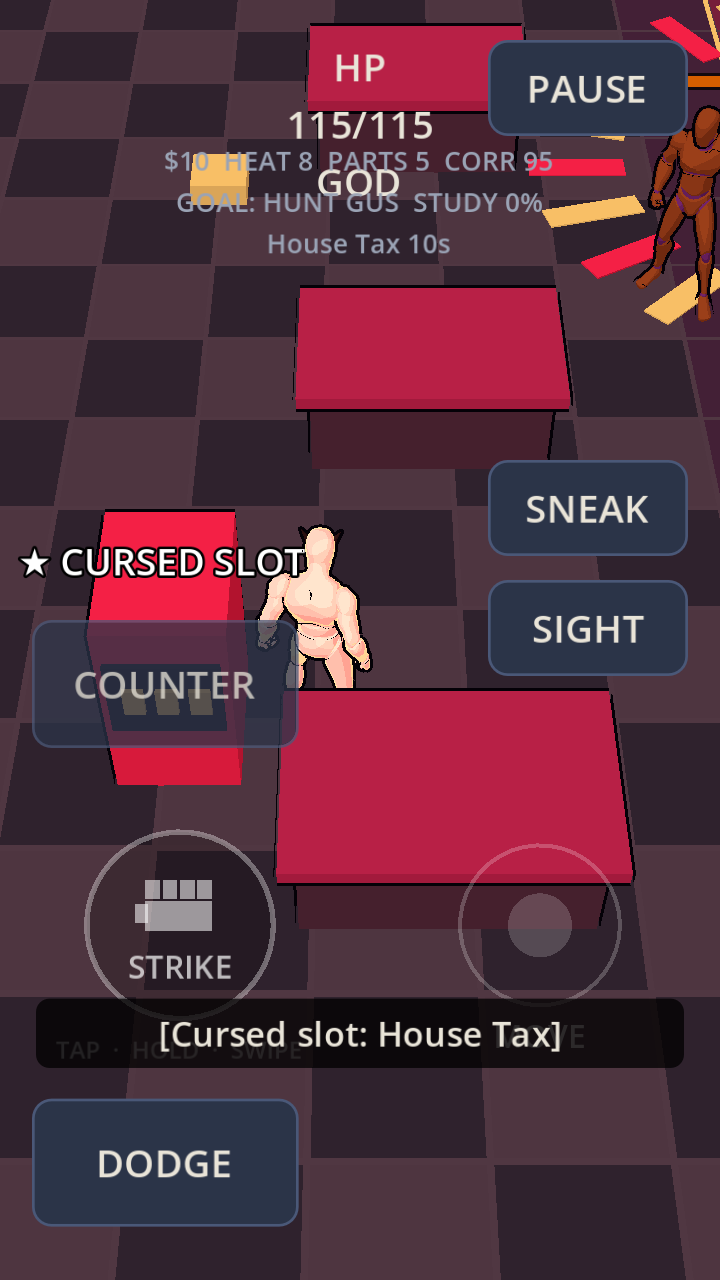 HP
PAUSE
115/115
$10 HEAT 8 PARTS 5 CORR 95
GOD
GOAL: HUNT GUS STUDY 0%
House Tax 10s
SNEAK
★ CURSED SLOT
SIGHT
COUNTER
STRIKE
[Cursed slot: House Tax]
MOVE
TAP · HOLD · SWIPE
DODGE